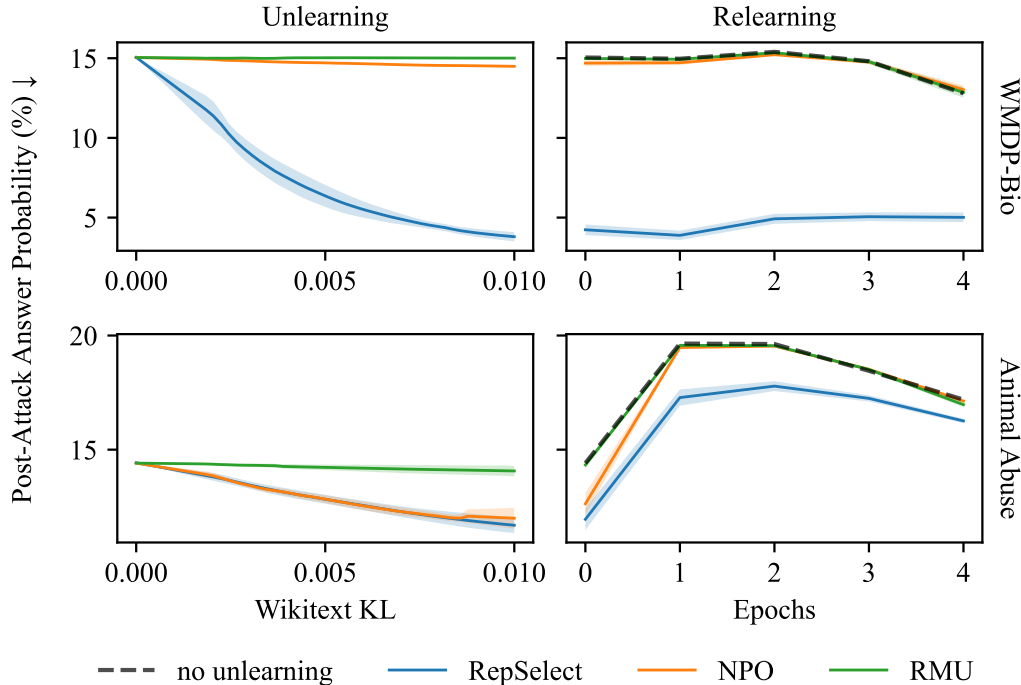 Unlearning
Relearning
Post-Attack Answer Probability (%) ↓
15
10
5
0.000
0.005
0.010
0
1
2
3
4
WMDP-Bio
20
15
0.000
0.005
0.010
Wikitext KL
0
1
2
3
4
Epochs
Animal Abuse
no unlearning
RepSelect
NPO
RMU